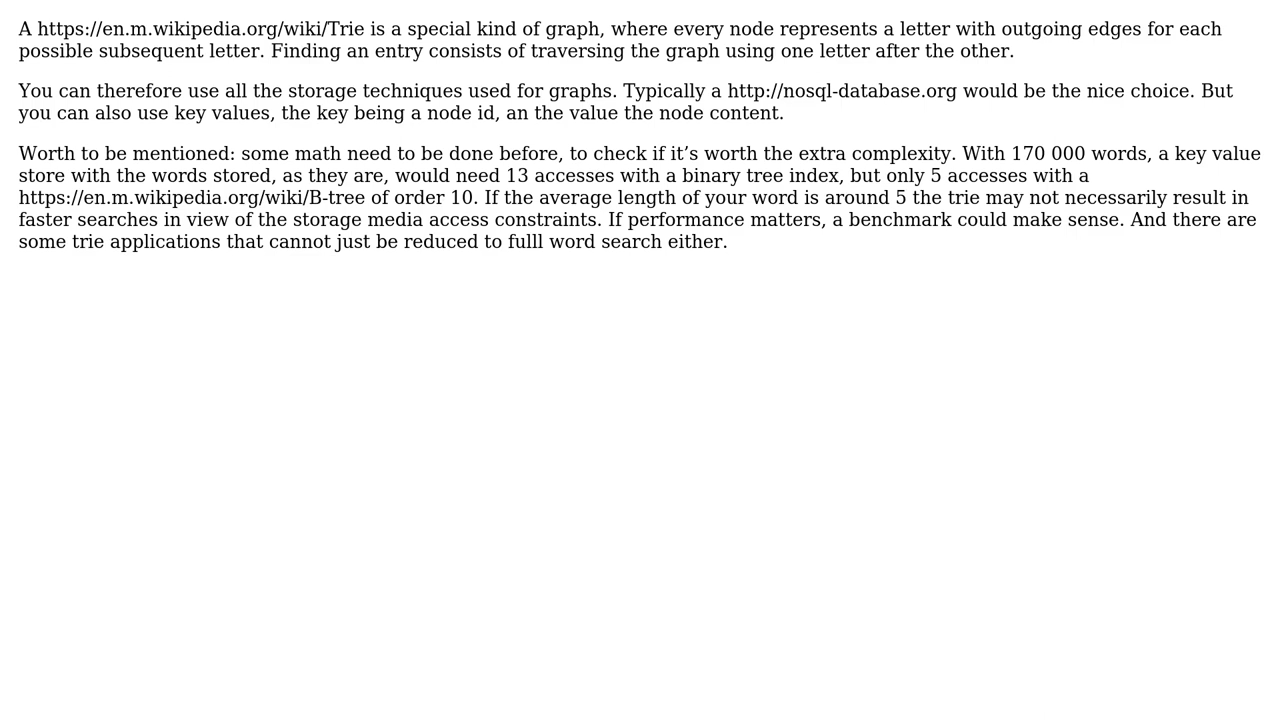 A https://en.m.wikipedia.org/wiki/Trie is a special kind of graph, where every node represents a letter with outgoing edges for each
possible subsequent letter. Finding an entry consists of traversing the graph using one letter after the other.
You can therefore use all the storage techniques used for graphs. Typically a http://nosql-database.org would be the nice choice. But
you can also use key values, the key being a node id, an the value the node content.
Worth to be mentioned: some math need to be done before, to check if it’s worth the extra complexity. With 170 000 words, a key value
store with the words stored, as they are, would need 13 accesses with a binary tree index, but only 5 accesses with a
https://en.m.wikipedia.org/wiki/B-tree of order 10. If the average length of your word is around 5 the trie may not necessarily result in
faster searches in view of the storage media access constraints. If performance matters, a benchmark could make sense. And there are
some trie applications that cannot just be reduced to fulll word search either.